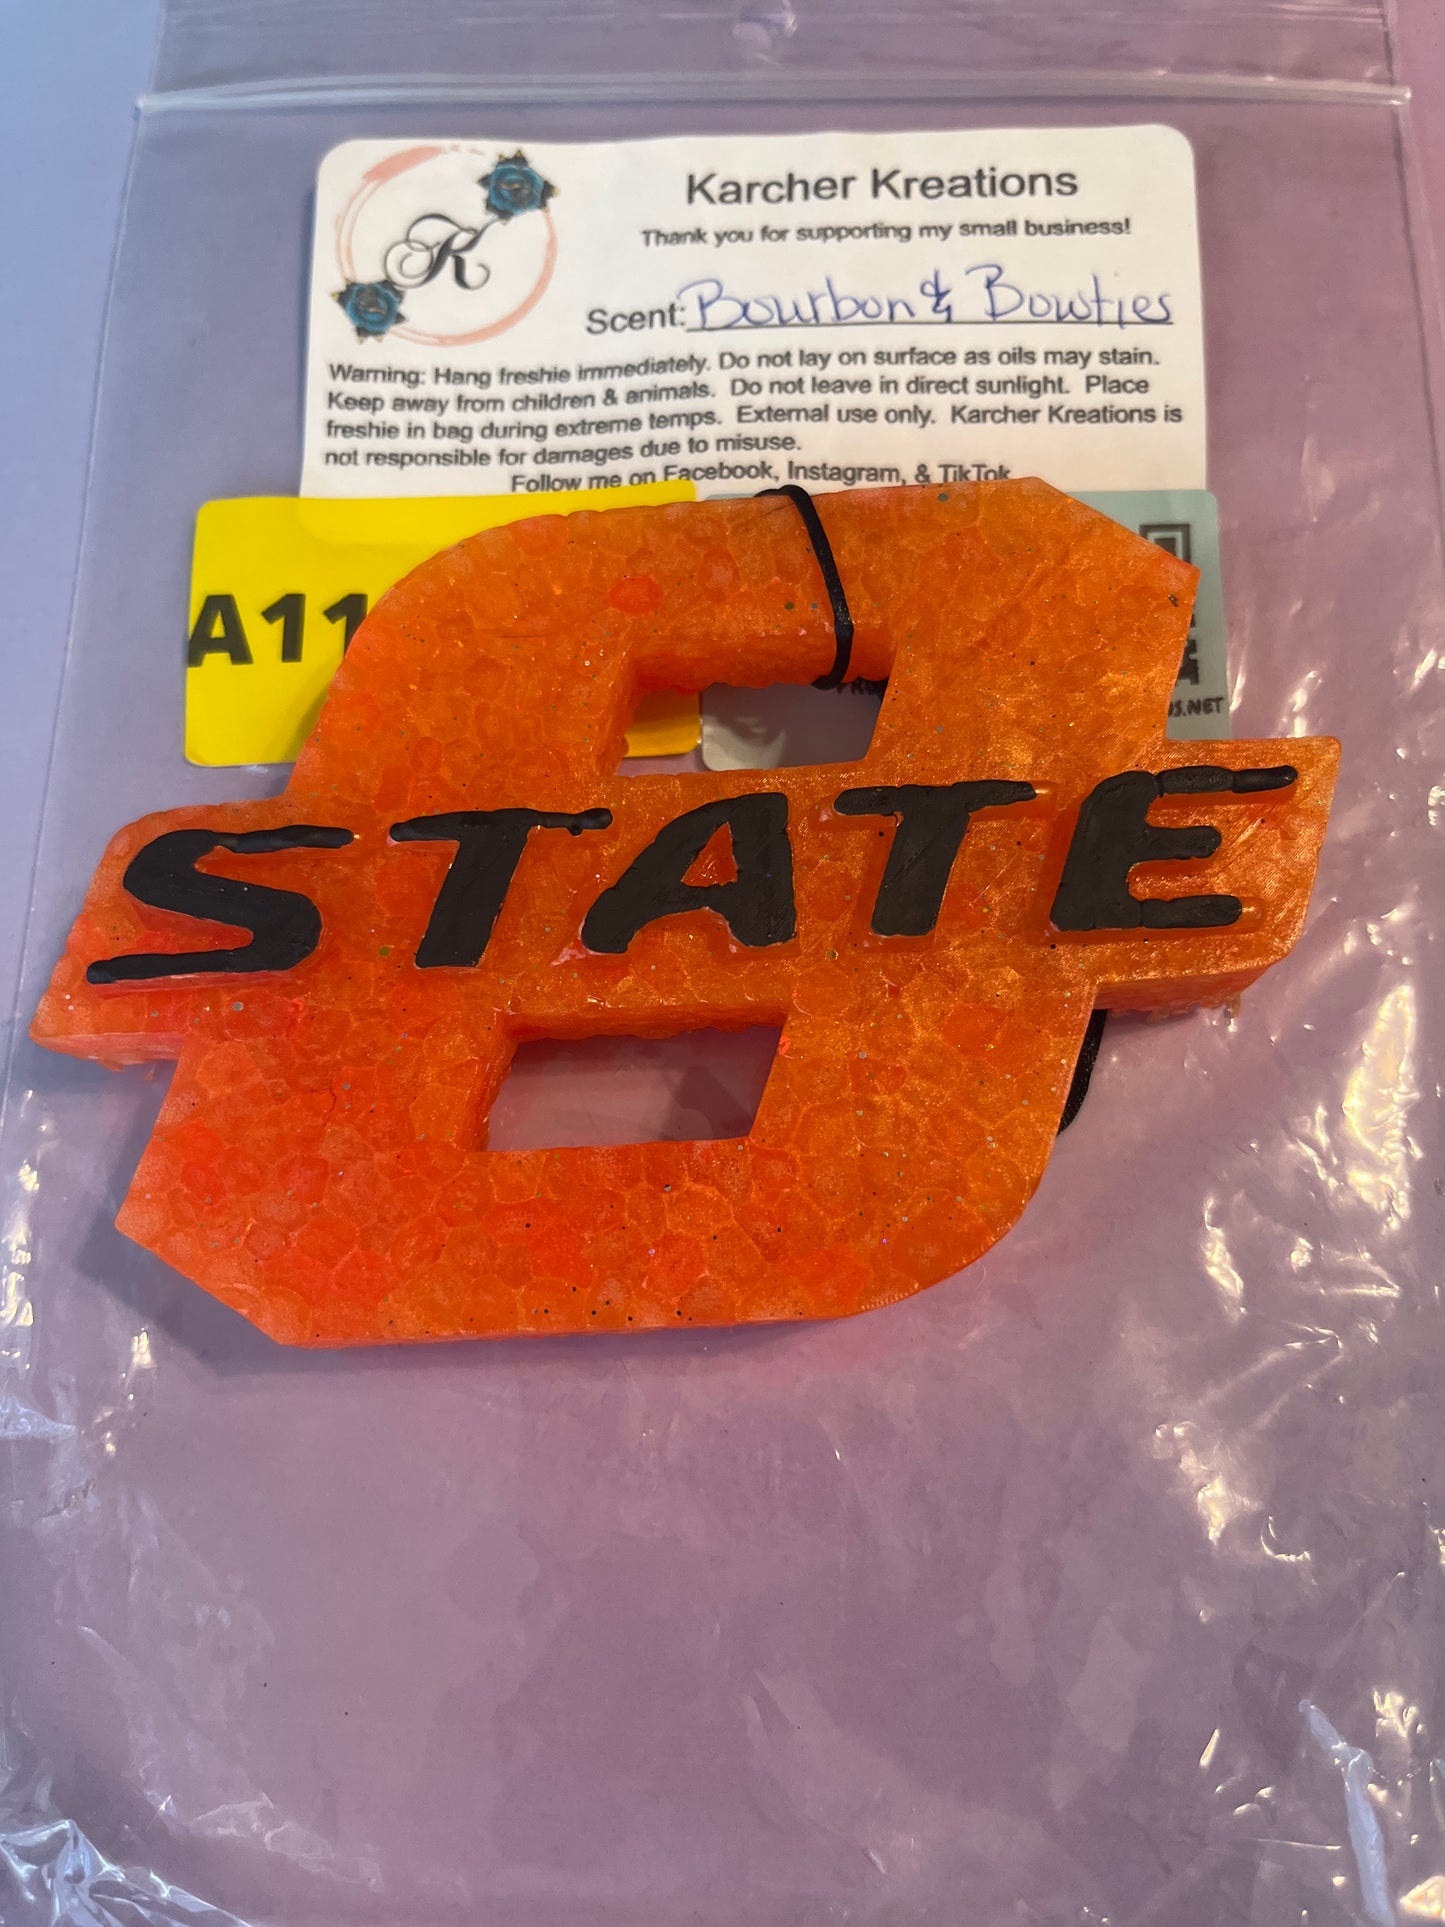 K
Karcher Kreations
Thank you for supporting my small business!
Scent: Bourbon & Bowties
Warning: Hang freshie immediately. Do not lay on surface as oils may stain.
Keep away from children & animals. Do not leave in direct sunlight. Place
freshie in bag during extreme temps. External use only. Karcher Kreations is
not responsible for damages due to misuse.
Follow me on Facebook, Instagram, & TikTok
A11
.NET
STATE